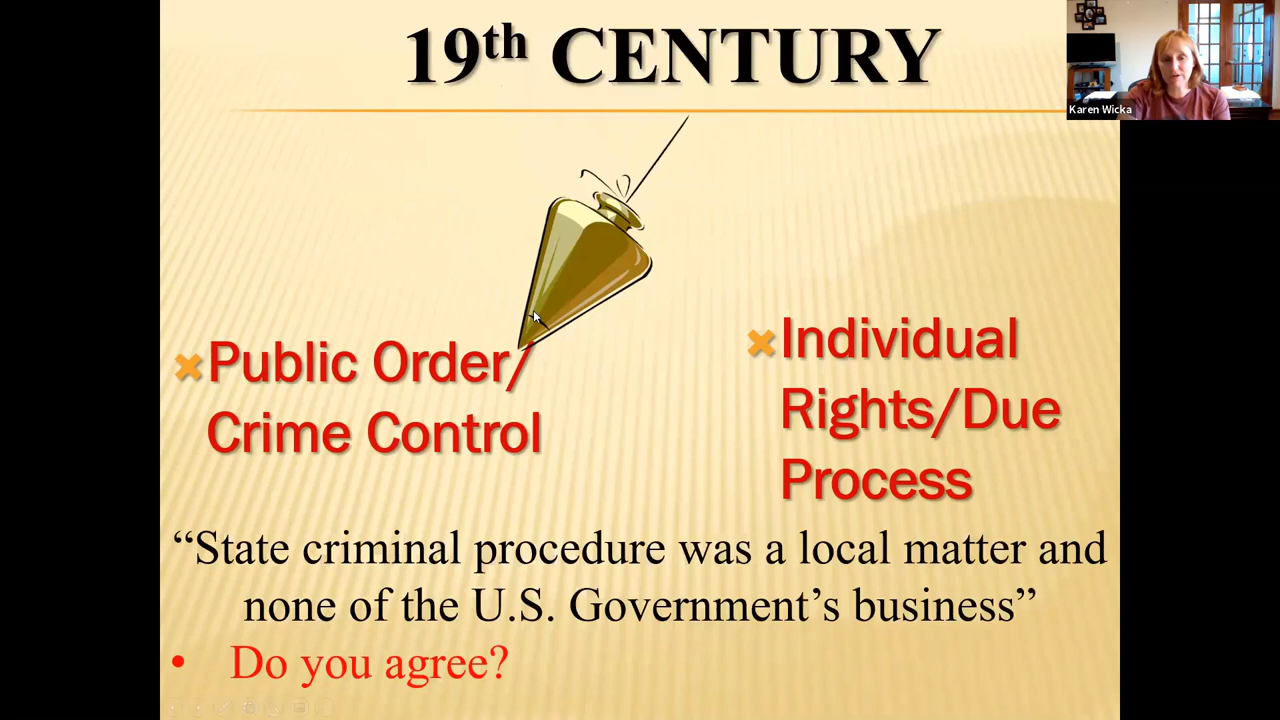 19th CENTURY
Karen Wicka
Public Order/
Crime Control
Individual
Rights/Due
Process
“State criminal procedure was a local matter and
none of the U.S. Government’s business”
• Do you agree?